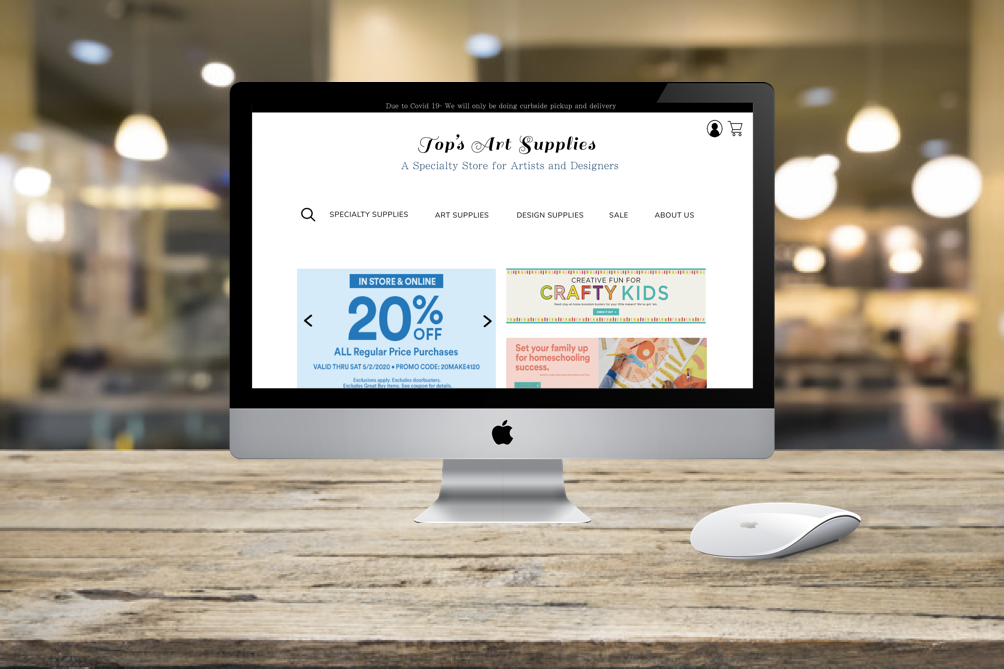 Due to Covid 19- We will only be doing curbside pickup and delivery
Top's Art Supplies
A Specialty Store for Artists and Designers
SPECIALTY SUPPLIES ART SUPPLIES DESIGN SUPPLIES SALE ABOUT US
IN STORE & ONLINE
20% OFF
ALL Regular Price Purchases
VALID THRU SAT 5/2/2020 • PROMO CODE: 20MAKE4120
Exclusions apply. Excludes doorbusters.
Excludes Great Buy items. See coupon for details.
CREATIVE FUN FOR
CRAFTY KIDS
Set your family up
for homeschooling
success.